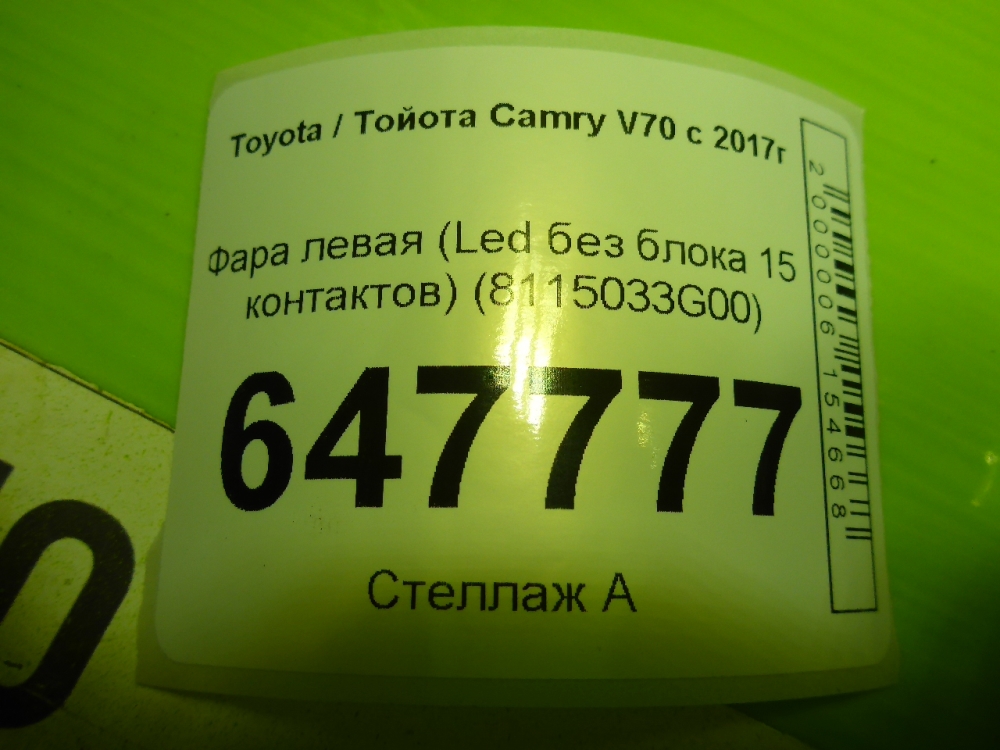 Toyota / Тойота Camry V70 с 2017г
Фара левая (Led без блока 15
контактов) (8115033G00)
647777
Стеллаж А
2000006154668